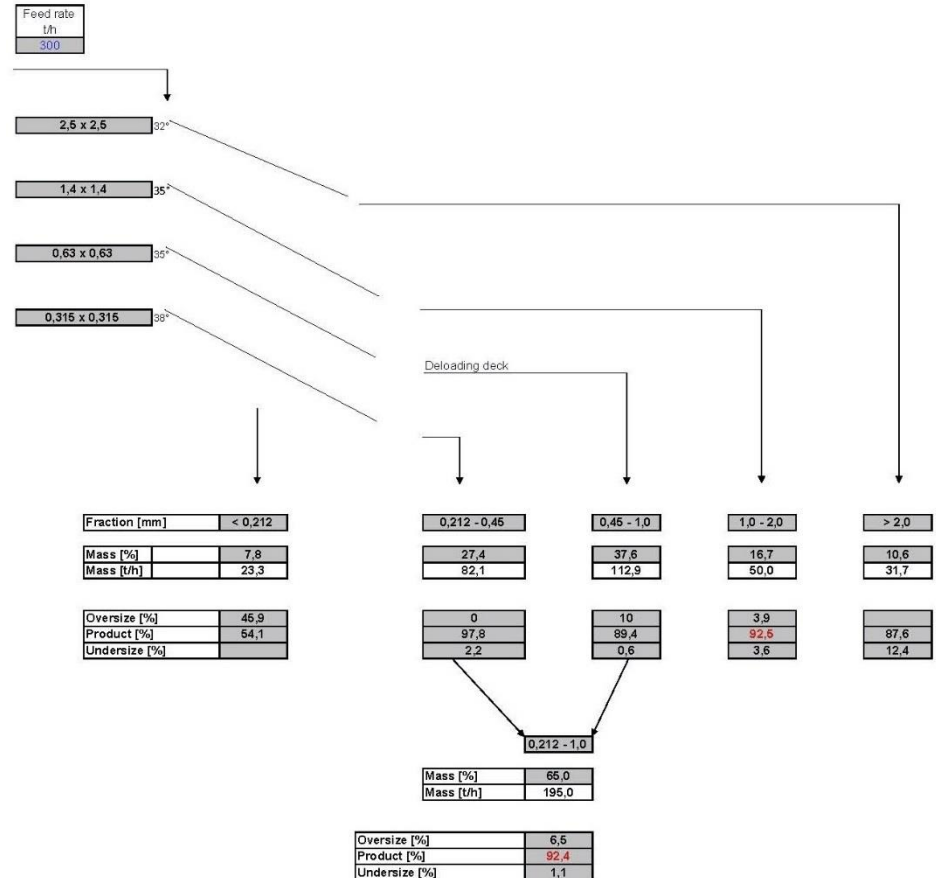 Feed rate
t/h
300
2,5 x 2,5 32°
1,4 x 1,4 35°
0,63 x 0,63 35°
0,315 x 0,315 38°
Deloading deck
Fraction [mm] < 0,212 0,212 - 0,45 0,45 - 1,0 1,0 - 2,0 > 2,0
Mass [%] 7,8 27,4 37,6 16,7 10,6
Mass [t/h] 23,3 82,1 112,9 50,0 31,7
Oversize [%] 45,9 0 10 3,9
Product [%] 54,1 97,8 89,4 92,5 87,6
Undersize [%] 2,2 0,6 3,6 12,4
0,212 - 1,0
Mass [%] 65,0
Mass [t/h] 195,0
Oversize [%] 6,5
Product [%] 92,4
Undersize [%] 1,1